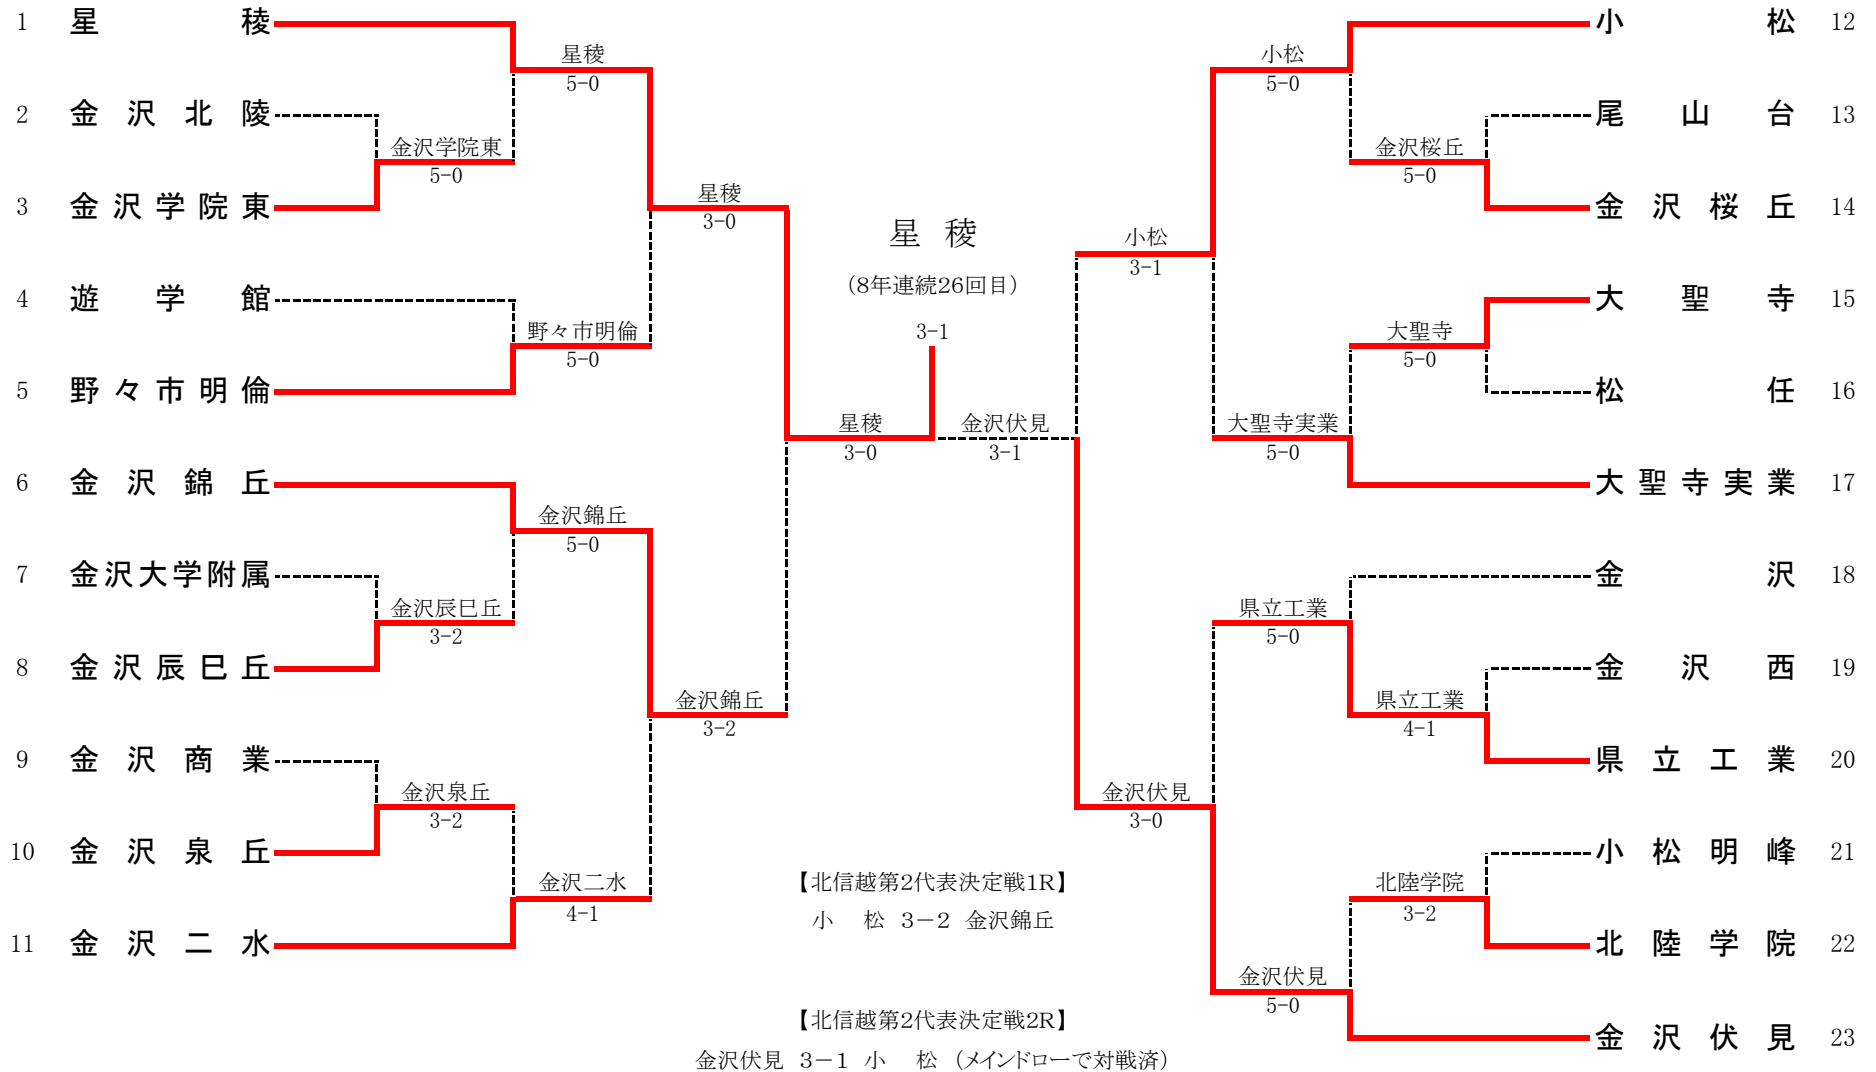 1 星稜
2 金沢北陵
3 金沢学院東
4 遊学館
5 野々市明倫
6 金沢錦丘
7 金沢大学附属
8 金沢辰巳丘
9 金沢商業
10 金沢泉丘
11 金沢二水
金沢学院東
5-0
金沢辰巳丘
3-2
金沢泉丘
3-2
星稜
5-0
野々市明倫
5-0
金沢錦丘
5-0
金沢二水
4-1
星稜
3-0
金沢錦丘
3-2
星稜
3-0
星稜
(8年連続26回目)
3-1
金沢伏見
3-1
小松
3-1
金沢伏見
3-0
小松
5-0
大聖寺実業
5-0
県立工業
5-0
金沢伏見
5-0
金沢桜丘
5-0
大聖寺
5-0
県立工業
4-1
北陸学院
3-2
小松 12
尾山台 13
金沢桜丘 14
大聖寺 15
松任 16
大聖寺実業 17
金沢 18
金沢西 19
県立工業 20
小松明峰 21
北陸学院 22
金沢伏見 23
【北信越第2代表決定戦1R】
小 松 3－2 金沢錦丘
【北信越第2代表決定戦2R】
金沢伏見 3－1 小 松 (メインドローで対戦済)